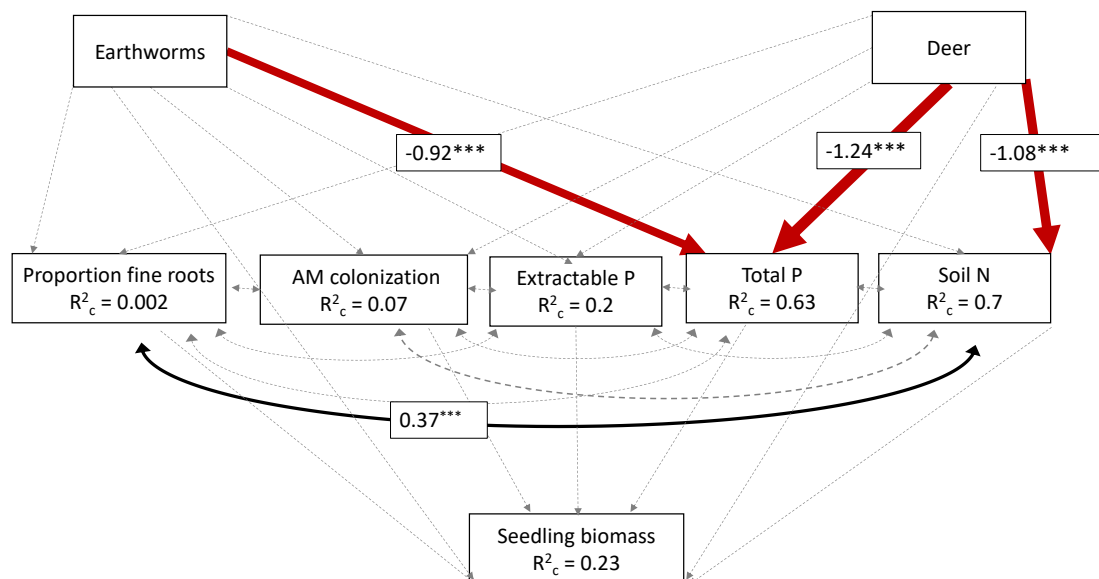 Earthworms
Deer
-0.92***
-1.24***
-1.08***
Proportion fine roots
R²c = 0.002
AM colonization
R²c = 0.07
Extractable P
R²c = 0.2
Total P
R²c = 0.63
Soil N
R²c = 0.7
0.37***
Seedling biomass
R²c = 0.23